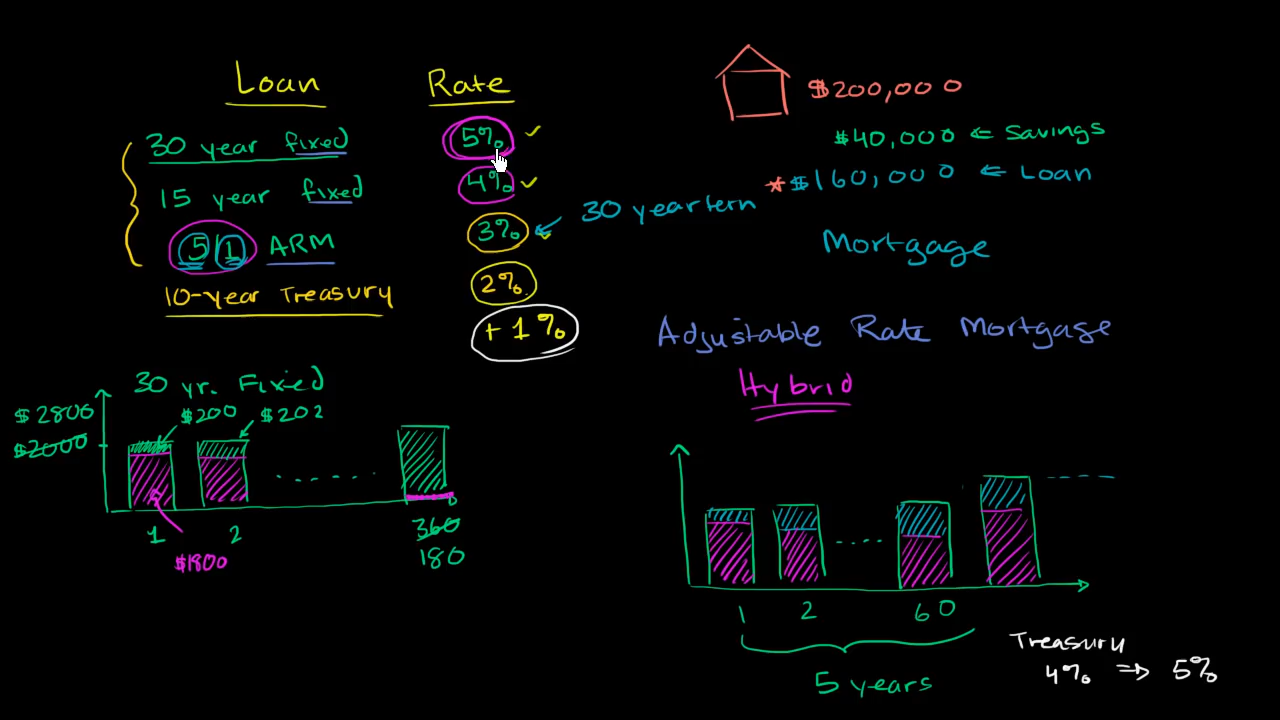 Loan Rate
30 year fixed 5%
15 year fixed 4%
5/1 ARM 3%
10-year Treasury 2%
+ 1%
$200,000
$40,000 ← Savings
* $160,000 ← Loan
30 year term
Mortgage
Adjustable Rate Mortgage
Hybrid
30 yr. Fixied
$2800
$2000
$200 $202
1 2 360
180
$1800
0
1 2 60
5 years
Treasury
4% ⇒ 5%